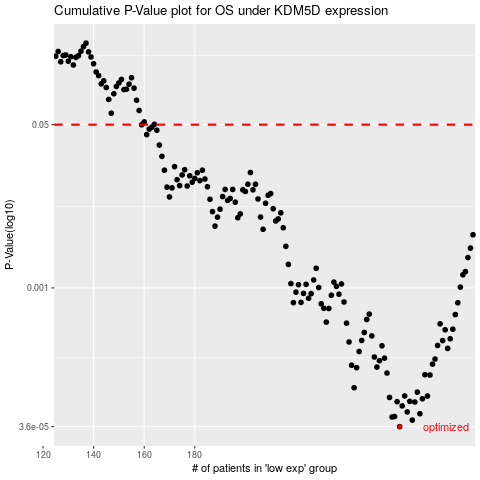 Cumulative P-Value plot for OS under KDM5D expression
P-Value(log10)
0.05
0.001
3.6e-05
optimized
120 140 160 180
# of patients in 'low exp' group